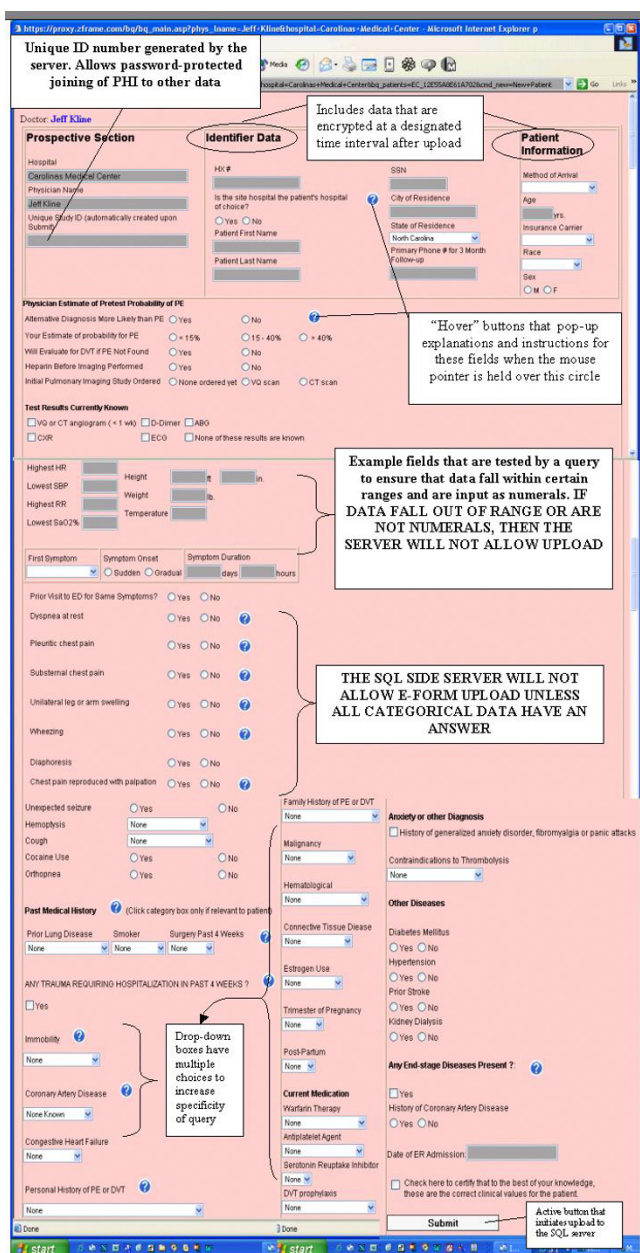 https://proxy.zframe.com/bq/bq_main.asp?phys_lname=Jeff+Kline&hospital=Carolinas+Medical+Center - Microsoft Internet Explorer p
Unique ID number generated by the
server. Allows password-protected
joining of PHI to other data
Media
hospital=Carolinas+Medical+Center&bq_patients=EC_12E55A0E61A7026&cmd_new=New+Patient
Go
Links
Includes data that are
encrypted at a designated
time interval after upload
Doctor: Jeff Kline
Prospective Section
Identifier Data
Patient
Information
Hospital
Carolinas Medical Center
Physician Name
Jeff Kline
Unique Study ID (automatically created upon
Submit)
HX #
Is the site hospital the patient's hospital
of choice?
Yes No
Patient First Name
Patient Last Name
SSN
City of Residence
State of Residence
North Carolina
Primary Phone # for 3 Month
Follow-up
Method of Arrival
Age
yrs.
Insurance Carrier
Race
Sex
M F
Physician Estimate of Pretest Probability of PE
Alternative Diagnosis More Likely than PE Yes No
Your Estimate of probability for PE < 15% 15 - 40% > 40%
Will Evaluate for DVT if PE Not Found Yes No
Heparin Before Imaging Performed Yes No
Initial Pulmonary Imaging Study Ordered None ordered yet VQ scan CT scan
"Hover" buttons that pop-up
explanations and instructions for
these fields when the mouse
pointer is held over this circle
Test Results Currently Known
VQ or CT angiogram ( < 1 wk) D-Dimer ABG
CXR ECG None of these results are known
Highest HR
Lowest SBP
Highest RR
Lowest SaO2%
Height ft in.
Weight lb.
Temperature
Example fields that are tested by a query
to ensure that data fall within certain
ranges and are input as numerals. IF
DATA FALL OUT OF RANGE OR ARE
NOT NUMERALS, THEN THE
SERVER WILL NOT ALLOW UPLOAD
First Symptom Symptom Onset Symptom Duration
Sudden Gradual days hours
Prior Visit to ED for Same Symptoms? Yes No
Dyspnea at rest Yes No
Pleuritic chest pain Yes No
Substernal chest pain Yes No
Unilateral leg or arm swelling Yes No
Wheezing Yes No
Diaphoresis Yes No
Chest pain reproduced with palpation Yes No
THE SQL SIDE SERVER WILL NOT
ALLOW E-FORM UPLOAD UNLESS
ALL CATEGORICAL DATA HAVE AN
ANSWER
Unexpected seizure Yes No
Hemoptysis None
Cough None
Cocaine Use Yes No
Orthopnea Yes No
Past Medical History (Click category box only if relevant to patient)
Prior Lung Disease Smoker Surgery Past 4 Weeks
None None None
ANY TRAUMA REQUIRING HOSPITALIZATION IN PAST 4 WEEKS ?
Yes
Immobility
None
Coronary Artery Disease
None Known
Congestive Heart Failure
None
Personal History of PE or DVT
None
Drop-down
boxes have
multiple
choices to
increase
specificity
of query
Family History of PE or DVT
None
Malignancy
None
Hematological
None
Connective Tissue Diease
None
Estrogen Use
None
Trimester of Pregnancy
None
Post-Partum
None
Current Medication
Warfarin Therapy
None
Antiplatelet Agent
None
Serotonin Reuptake Inhibitor
None
DVT prophylaxis
None
Anxiety or other Diagnosis
History of generalized anxiety disorder, fibromyalgia or panic attacks
Contraindications to Thrombolysis
None
Other Diseases
Diabetes Mellitus
Yes No
Hypertension
Yes No
Prior Stroke
Yes No
Kidney Dialysis
Yes No
Any End-stage Diseases Present ?:
Yes
History of Coronary Artery Disease
Yes No
Date of ER Admission:
Check here to certify that to the best of your knowledge,
these are the correct clinical values for the patient.
Submit
Active button that
initiates upload to
the SQL server
Done
Done
start
start